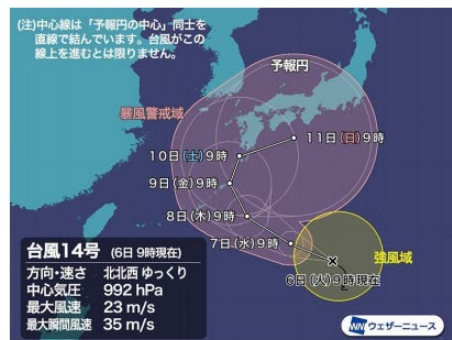 (注)中心線は「予報円の中心」同士を
直線で結んでいます。台風がこの
線上を進むとは限りません。
予報円
暴風警戒域
11日(日)9時
10日(土)9時
9日(金)9時
8日(木)9時
7日(水)9時
強風域
6日(火)9時現在
台風14号 (6日 9時現在)
方向・速さ 北北西 ゆっくり
中心気圧 992 hPa
最大風速 23 m/s
最大瞬間風速 35 m/s
WN ウェザーニュース